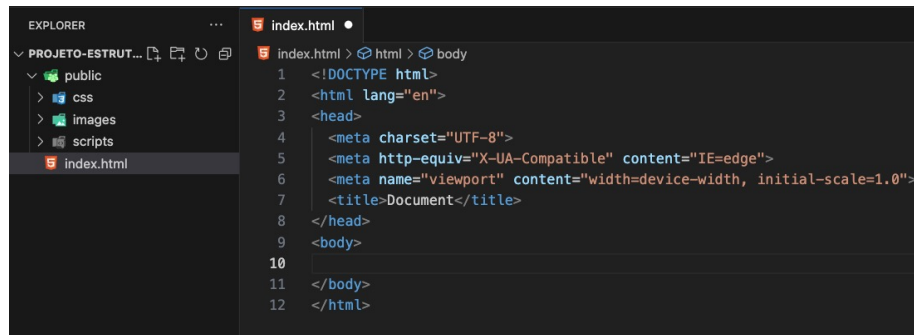 EXPLORER ...
PROJETO-ESTRUT...
public
css
images
scripts
index.html
index.html
index.html > html > body
1 <!DOCTYPE html>
2 <html lang="en">
3 <head>
4 <meta charset="UTF-8">
5 <meta http-equiv="X-UA-Compatible" content="IE=edge">
6 <meta name="viewport" content="width=device-width, initial-scale=1.0">
7 <title>Document</title>
8 </head>
9 <body>
10
11 </body>
12 </html>